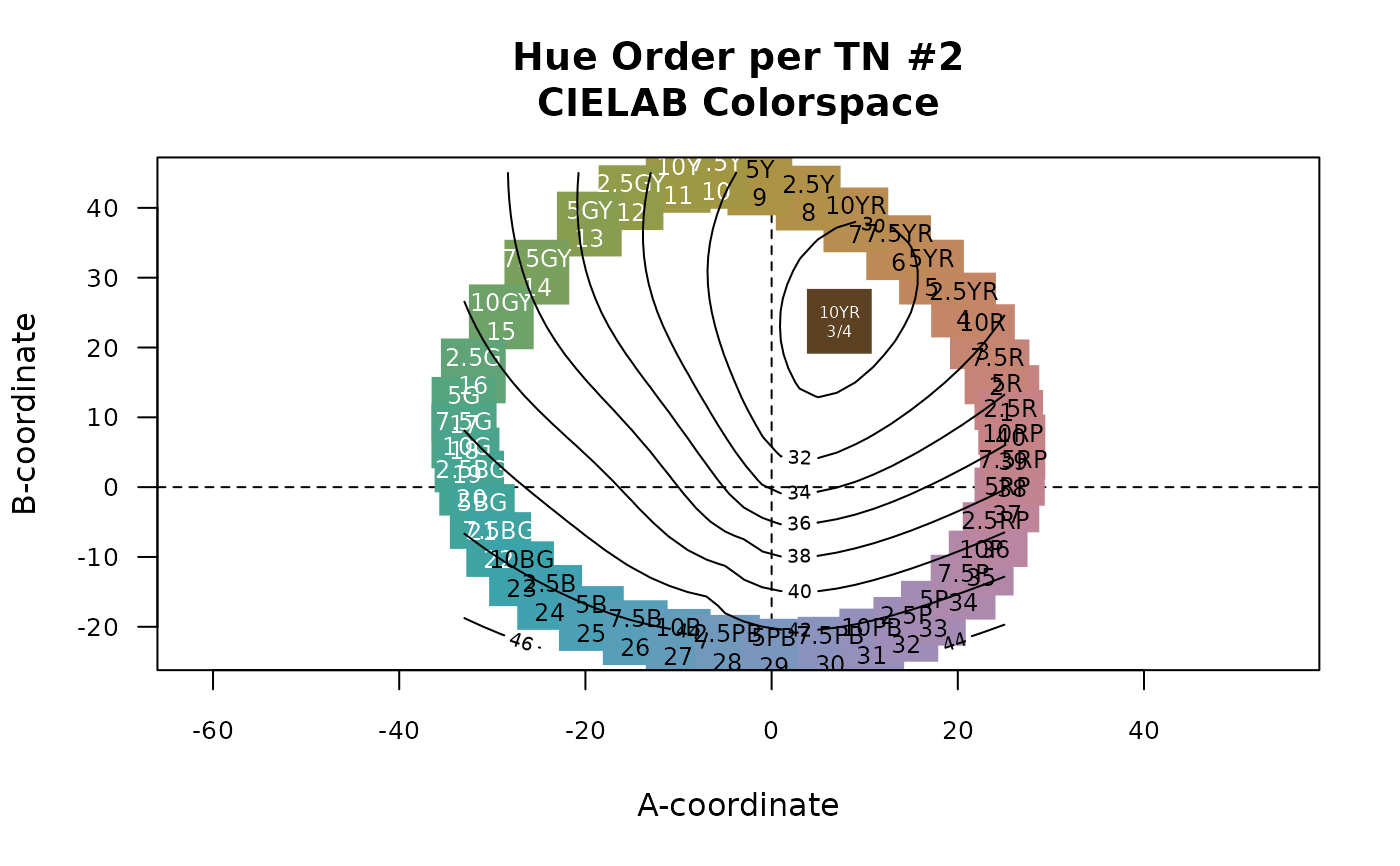 Hue Order per TN #2
CIELAB Colorspace
B-coordinate
40
30
20
10
0
-10
-20
10Y
11
7.5Y
10
5Y
9
2.5Y
8
10YR
7
7.5YR
6
5YR
5
2.5YR
4
10R
3
7.5R
2
5R
1
2.5R
40
10RP
39
7.5RP
38
5RP
37
2.5RP
36
10P
35
7.5P
34
5P
33
2.5P
32
10PB
31
7.5PB
30
5PB
29
2.5PB
28
10B
27
7.5B
26
5B
25
2.5B
24
10BG
23
7.5BG
22
5BG
21
2.5BG
20
10G
19
7.5G
18
5G
17
2.5G
16
10GY
15
7.5GY
14
5GY
13
2.5GY
12
10YR
3/4
30
32
34
36
38
40
42
44
44
46
-60
-40
-20
0
20
40
A-coordinate